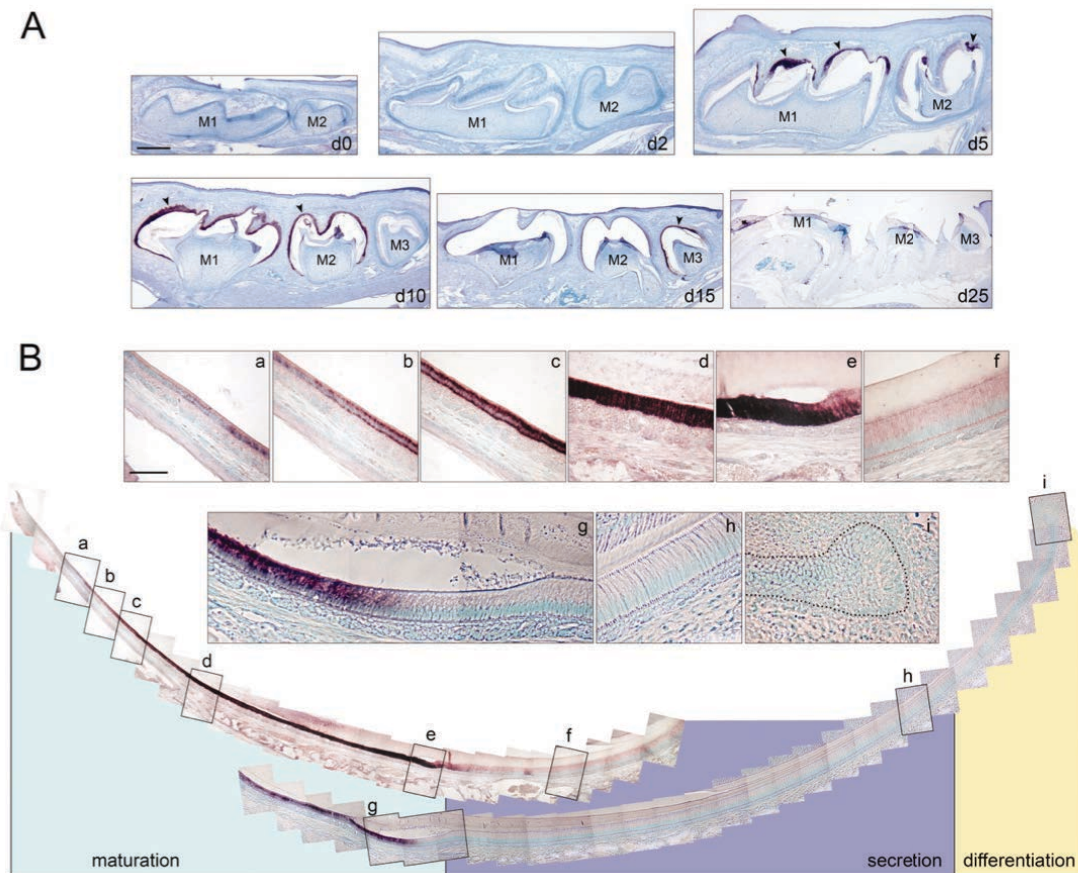 A
M1
M2
d0
M1
M2
d2
M1
M2
d5
M1
M2
M3
d10
M1
M2
M3
d15
M1
M2
M3
d25
B
a
b
c
d
e
f
g
h
i
a
b
c
d
e
f
g
h
i
maturation
secretion
differentiation